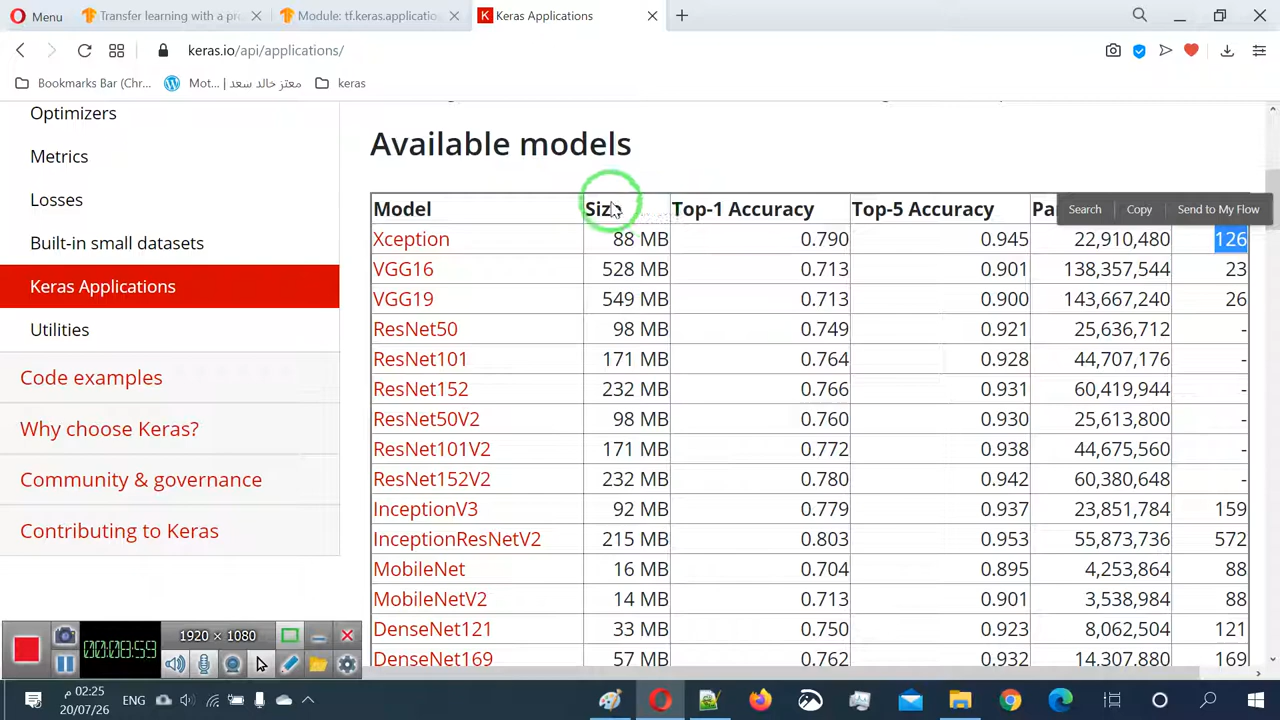 Menu
Transfer learning with a pre
Module: tf.keras.applicatio
Keras Applications
keras.io/api/applications/
Bookmarks Bar (Chr...
Mot... | معتز خالد سعد
keras
Optimizers
Metrics
Losses
Built-in small datasets
Keras Applications
Utilities
Code examples
Why choose Keras?
Community & governance
Contributing to Keras
Available models
Model Size Top-1 Accuracy Top-5 Accuracy Pa
Search Copy Send to My Flow
Xception 88 MB 0.790 0.945 22,910,480 126
VGG16 528 MB 0.713 0.901 138,357,544 23
VGG19 549 MB 0.713 0.900 143,667,240 26
ResNet50 98 MB 0.749 0.921 25,636,712 -
ResNet101 171 MB 0.764 0.928 44,707,176 -
ResNet152 232 MB 0.766 0.931 60,419,944 -
ResNet50V2 98 MB 0.760 0.930 25,613,800 -
ResNet101V2 171 MB 0.772 0.938 44,675,560 -
ResNet152V2 232 MB 0.780 0.942 60,380,648 -
InceptionV3 92 MB 0.779 0.937 23,851,784 159
InceptionResNetV2 215 MB 0.803 0.953 55,873,736 572
MobileNet 16 MB 0.704 0.895 4,253,864 88
MobileNetV2 14 MB 0.713 0.901 3,538,984 88
DenseNet121 33 MB 0.750 0.923 8,062,504 121
DenseNet169 57 MB 0.762 0.932 14,307,880 169
00:08:59
1920 × 1080
02:25 م
20/07/26
ENG